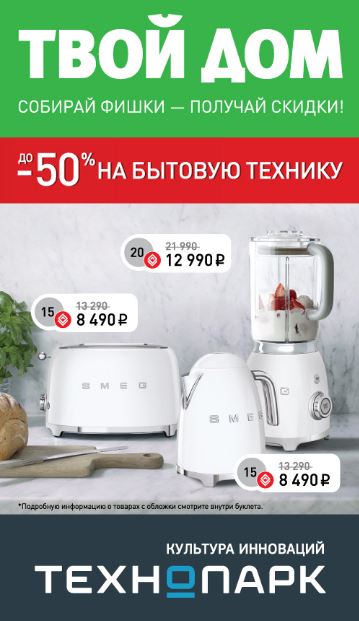 ТВОЙ ДОМ
СОБИРАЙ ФИШКИ — ПОЛУЧАЙ СКИДКИ!
ДО -50% НА БЫТОВУЮ ТЕХНИКУ
20 21 990
12 990 ₽
15 13 290
8 490 ₽
SMEG
SMEG
15 13 290
8 490 ₽
*Подробную информацию о товарах с обложки смотрите внутри буклета.
КУЛЬТУРА ИННОВАЦИЙ
ТЕХНОПАРК